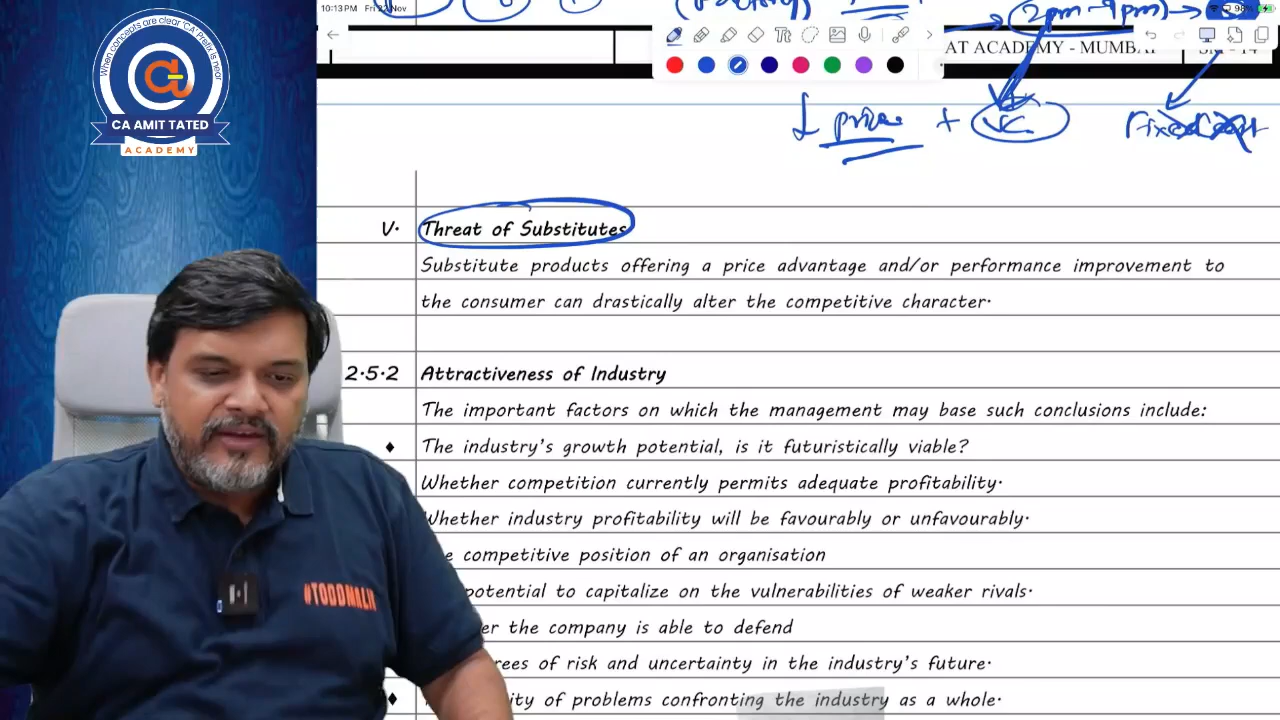 10:13PM Fri 22 Nov
2pm-9pm
98%
AT ACADEMY - MUMBAI
When concepts are clear 'CA' Prefix is near
CA AMIT TATED
ACADEMY
price + VC
Fixed Cost
V. Threat of Substitutes
Substitute products offering a price advantage and/or performance improvement to
the consumer can drastically alter the competitive character.
2.5.2 Attractiveness of Industry
The important factors on which the management may base such conclusions include:
♦ The industry's growth potential, is it futuristically viable?
Whether competition currently permits adequate profitability.
Whether industry profitability will be favourably or unfavourably.
competitive position of an organisation
potential to capitalize on the vulnerabilities of weaker rivals.
the company is able to defend
of risk and uncertainty in the industry's future.
♦ of problems confronting the industry as a whole.